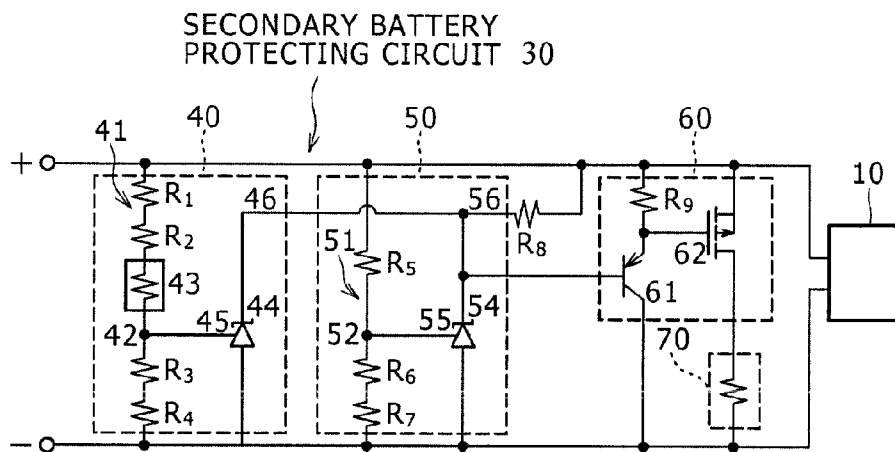 SECONDARY BATTERY
PROTECTING CIRCUIT 30
41 40 50 60
+
10
R1 46 56 R9
R2 R8
51
43 44 R5 62
54 61
42 45 52 55
70
R3 R6
R4 R7
−